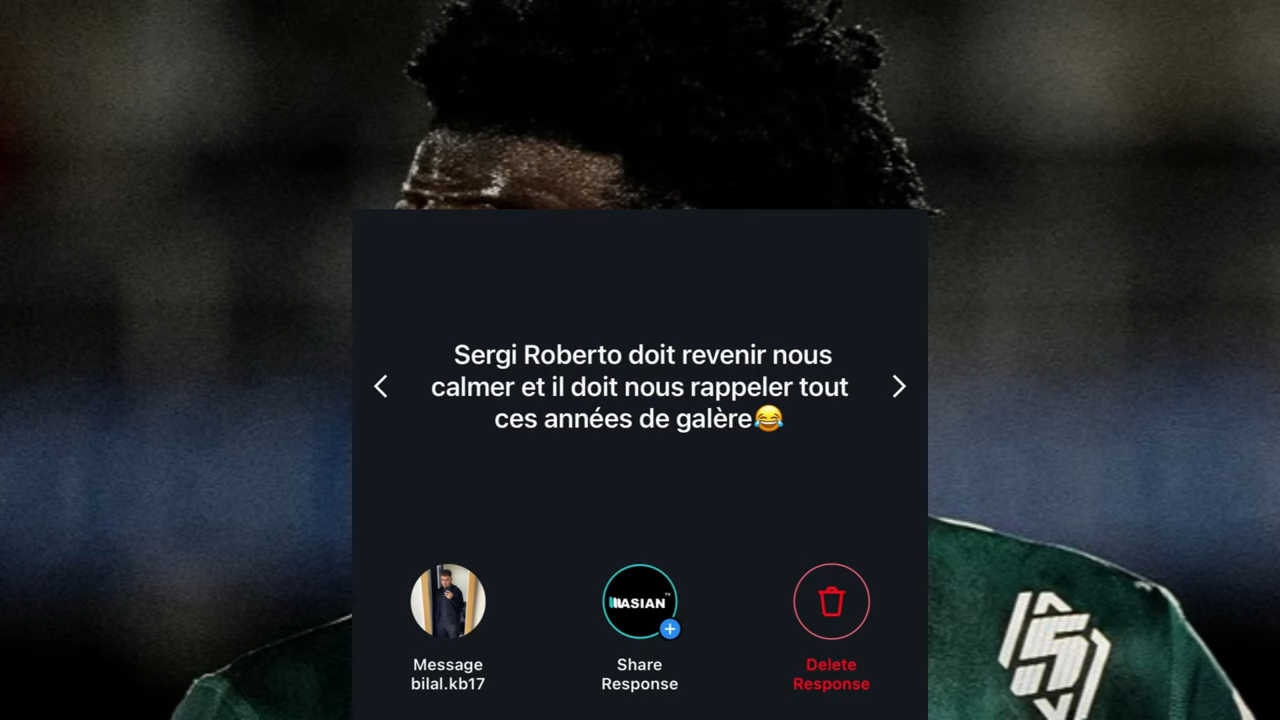 Sergi Roberto doit revenir nous
calmer et il doit nous rappeler tout
ces années de galère😂
ASIAN
TV
Message
bilal.kb17
Share
Response
Delete
Response